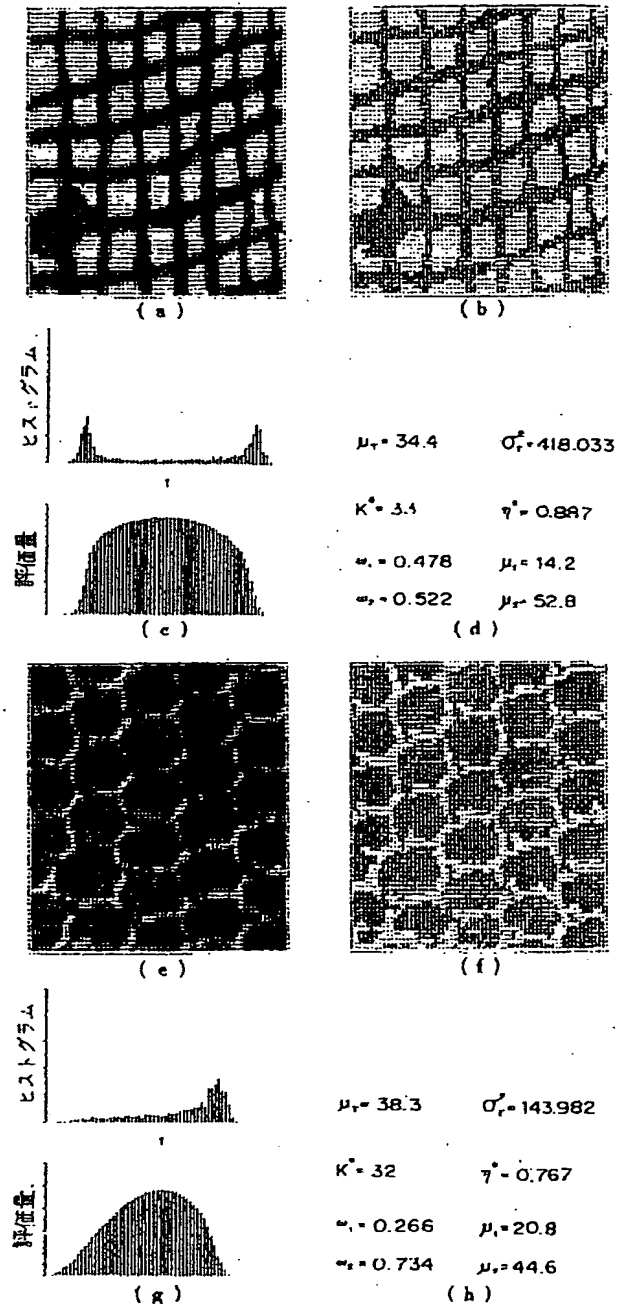 (a) (b)
ヒストグラム
評価量
(c)
μT = 34.4 σT² = 418.033
K* = 33 η* = 0.887
ω₁ = 0.478 μ₁ = 14.2
ω₂ = 0.522 μ₂ = 52.8
(d)
(e) (f)
ヒストグラム
評価量
(g)
μT = 38.3 σT² = 143.982
K* = 32 η* = 0.767
ω₁ = 0.266 μ₁ = 20.8
ω₂ = 0.734 μ₂ = 44.6
(h)